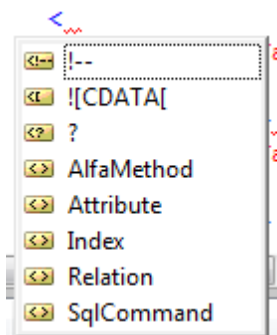 <
!--
![CDATA[
?
AlfaMethod
Attribute
Index
Relation
SqlCommand